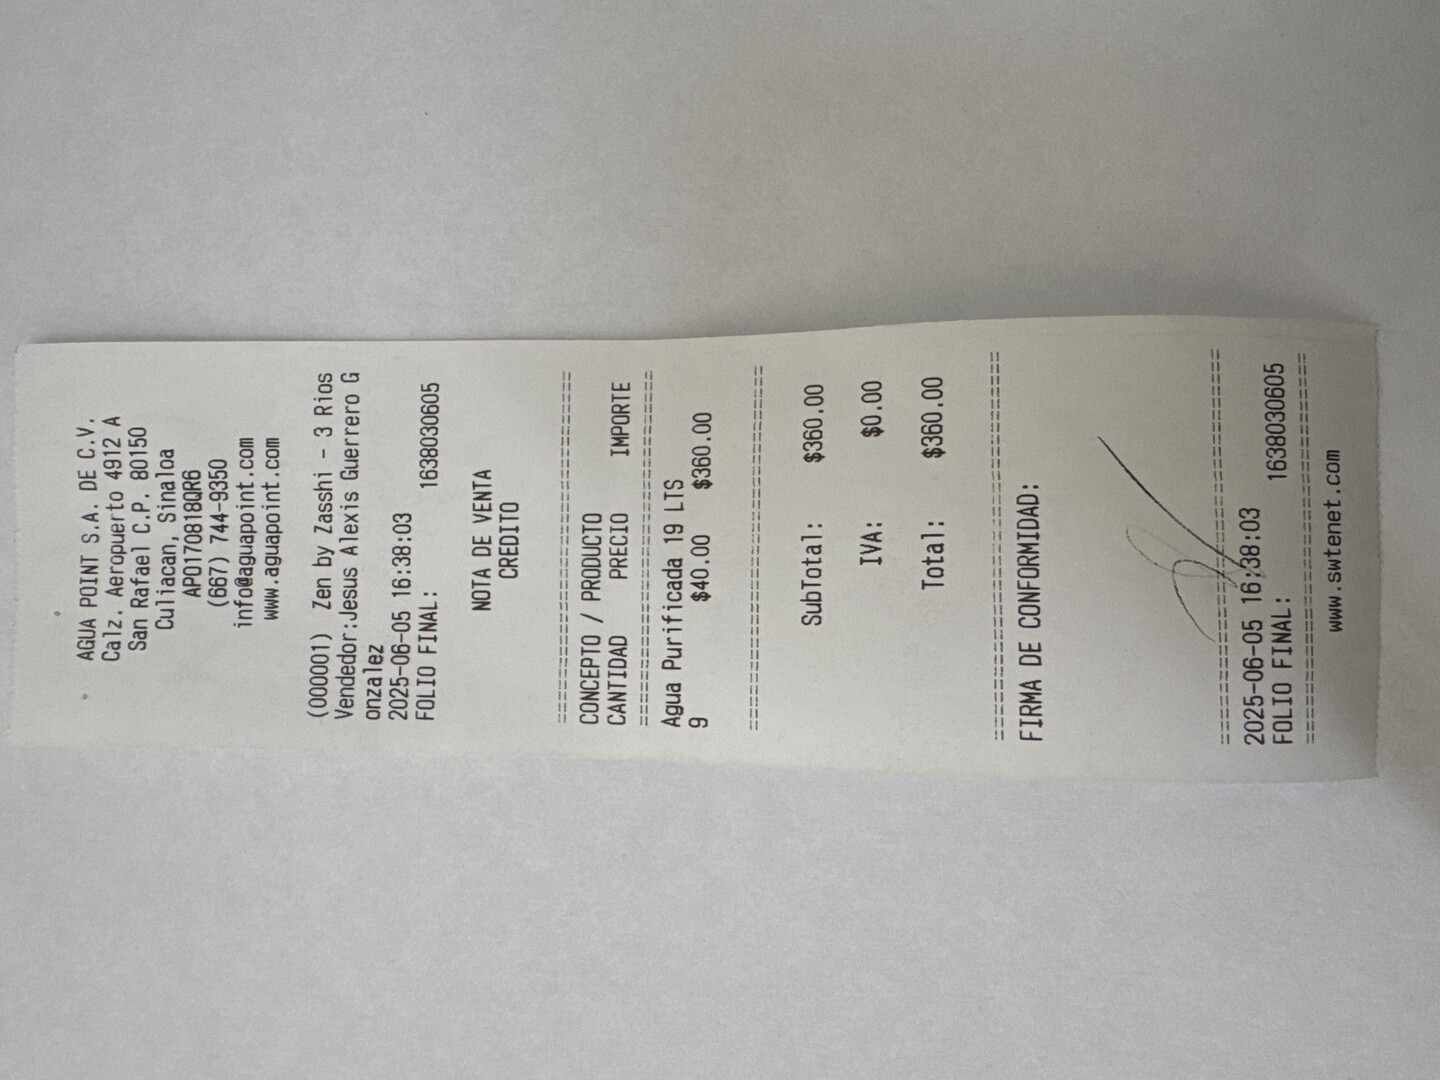 AGUA POINT S.A. DE C.V.
Calz. Aeropuerto 4912 A
San Rafael C.P. 80150
Culiacan, Sinaloa
APO170818QR6
(667) 744-9350
info@aguapoint.com
www.aguapoint.com
(000001) Zen by Zasshi - 3 Rios
Vendedor:Jesus Alexis Guerrero G
onzalez
2025-06-05 16:38:03
FOLIO FINAL: 1638030605
NOTA DE VENTA
CREDITO
================================
CONCEPTO / PRODUCTO
CANTIDAD PRECIO IMPORTE
================================
Agua Purificada 19 LTS
9 $40.00 $360.00
================================
SubTotal: $360.00
IVA: $0.00
Total: $360.00
================================
FIRMA DE CONFORMIDAD:
================================
2025-06-05 16:38:03
FOLIO FINAL: 1638030605
================================
www.swtenet.com